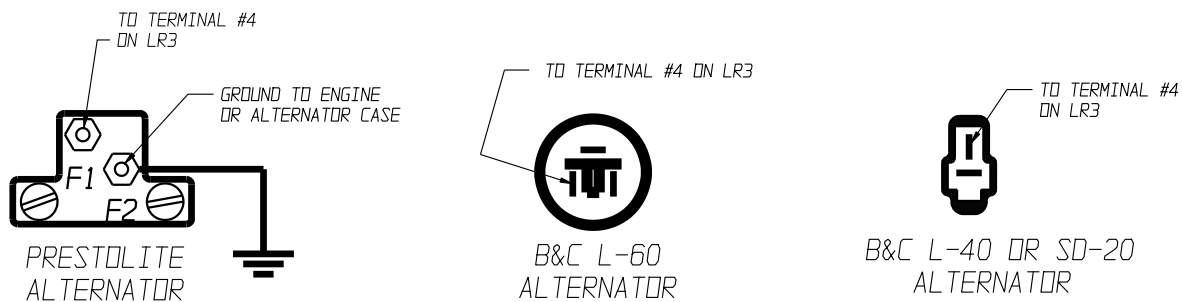 TO TERMINAL #4
ON LR3
GROUND TO ENGINE
OR ALTERNATOR CASE
F1
F2
PRESTOLITE
ALTERNATOR
TO TERMINAL #4 ON LR3
B&C L-60
ALTERNATOR
TO TERMINAL #4
ON LR3
B&C L-40 OR SD-20
ALTERNATOR